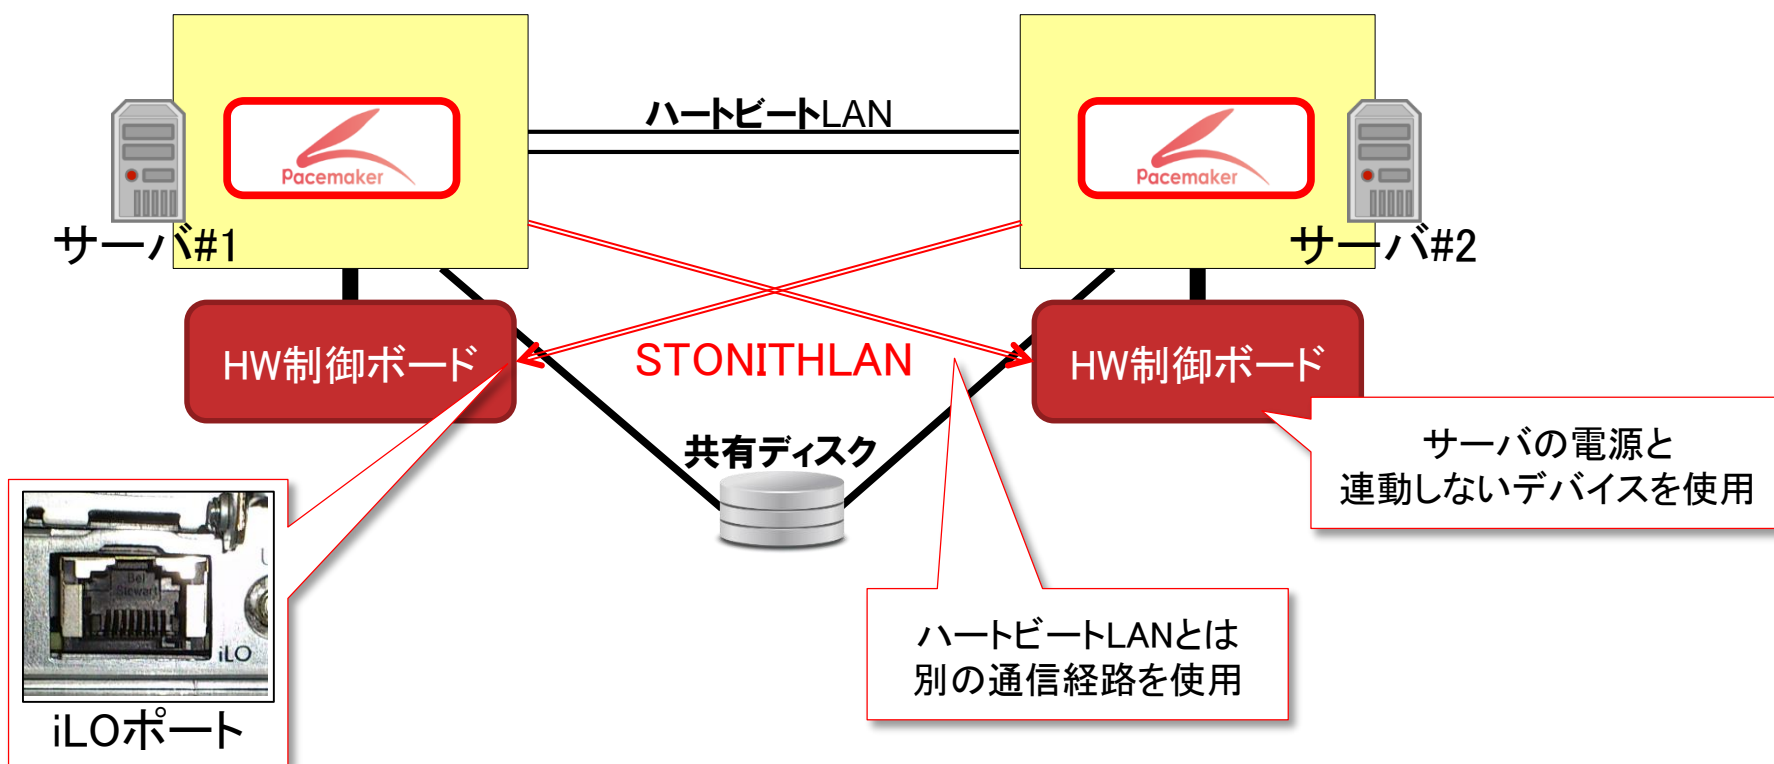 ハートビートLAN
Pacemaker
Pacemaker
サーバ#1
サーバ#2
HW制御ボード
STONITHLAN
HW制御ボード
共有ディスク
サーバの電源と
連動しないデバイスを使用
Bel
Stewart
iLO
iLOポート
ハートビートLANとは
別の通信経路を使用